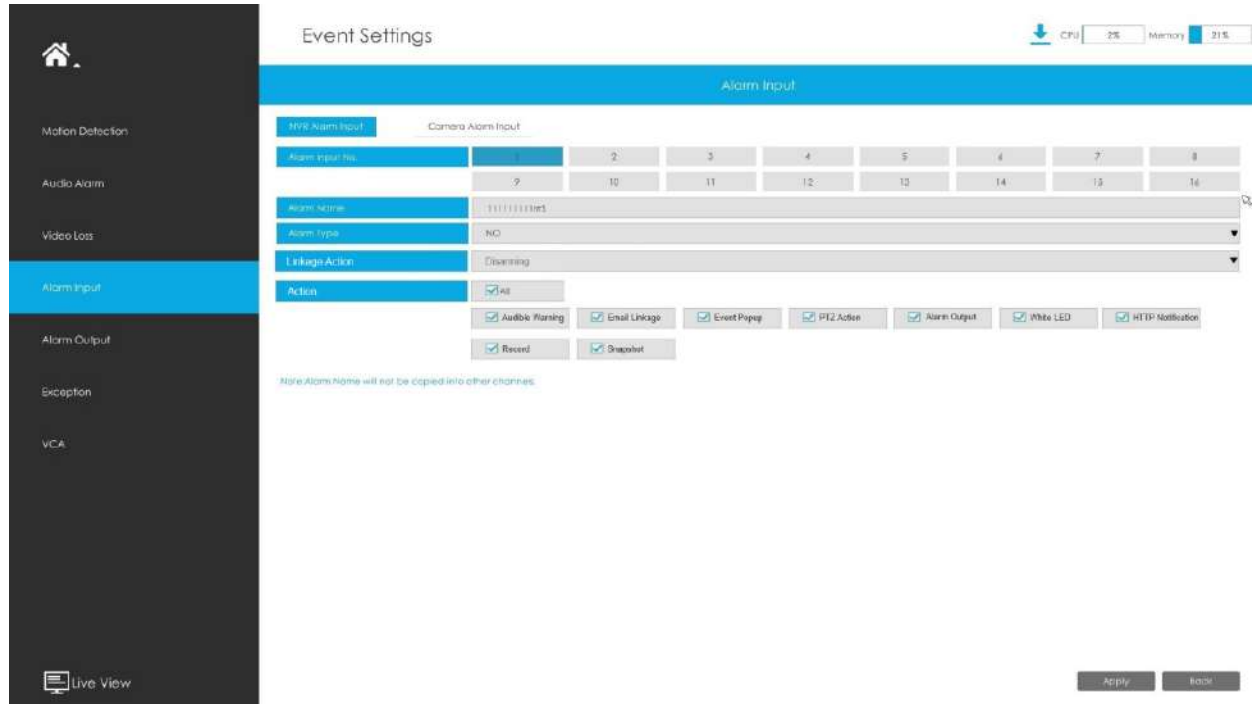 Event Settings
CPU 2% Memory 21%
Alarm Input
Motion Detection
Audio Alarm
Video Loss
Alarm Input
Alarm Output
Exception
VCA
Live View
NVR Alarm Input Camera Alarm Input
Alarm Input No. 1 2 3 4 5 6 7 8
9 10 11 12 13 14 15 16
Alarm Name
Alarm Type NO
Linkage Action Disarming
Action All
Audible Warning Email Linkage Event Popup PTZ Action Alarm Output White LED HTTP Notification
Record Snapshot
Note:Alarm Name will not be copied into other channels.
Apply Back